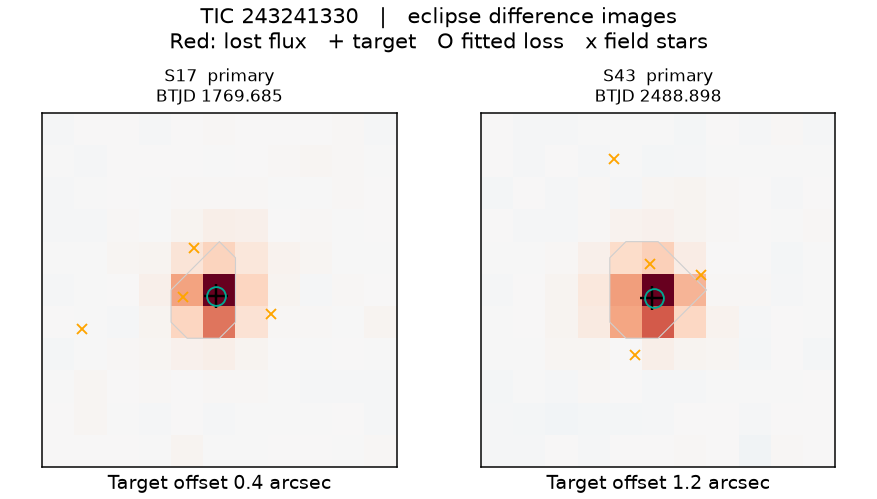 TIC 243241330 | eclipse difference images
Red: lost flux + target O fitted loss x field stars
S17 primary
BTJD 1769.685
S43 primary
BTJD 2488.898
Target offset 0.4 arcsec
Target offset 1.2 arcsec